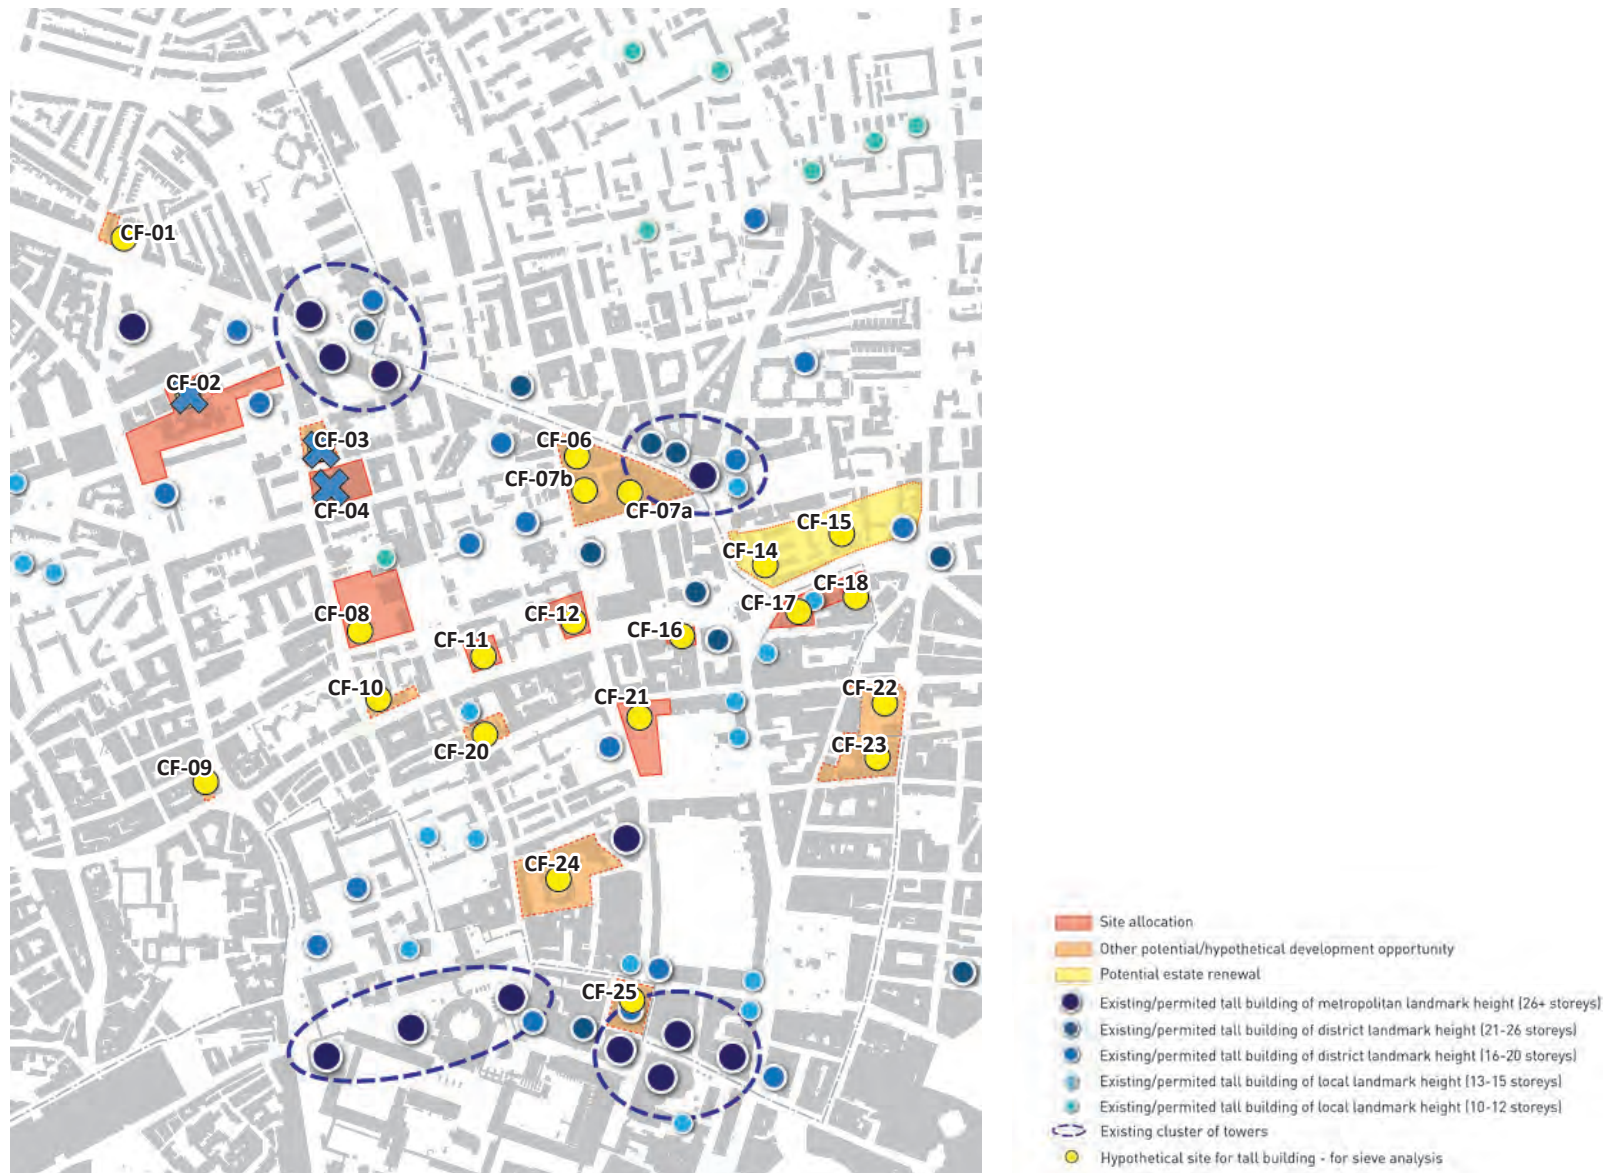 CF-01
CF-02
CF-03
CF-06
CF-07b
CF-04
CF-07a
CF-15
CF-14
CF-18
CF-17
CF-08
CF-12
CF-16
CF-11
CF-10
CF-22
CF-21
CF-20
CF-23
CF-09
CF-24
CF-25
Site allocation
Other potential/hypothetical development opportunity
Potential estate renewal
Existing/permited tall building of metropolitan landmark height (26+ storeys)
Existing/permited tall building of district landmark height (21-26 storeys)
Existing/permited tall building of district landmark height (16-20 storeys)
Existing/permited tall building of local landmark height (13-15 storeys)
Existing/permited tall building of local landmark height (10-12 storeys)
Existing cluster of towers
Hypothetical site for tall building - for sieve analysis